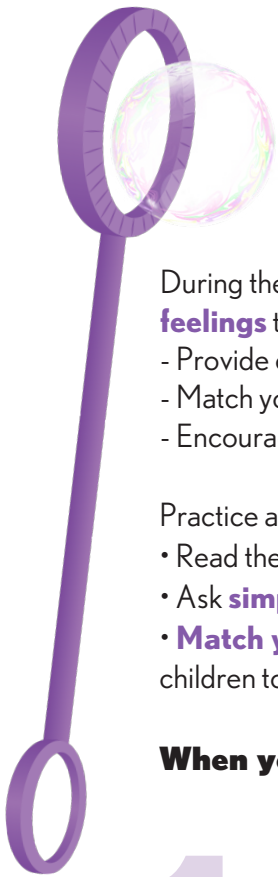 During the
feelings
- Provide
- Match yo
- Encoura
Practice a
• Read the
• Ask simp
• Match y
children to
When yo